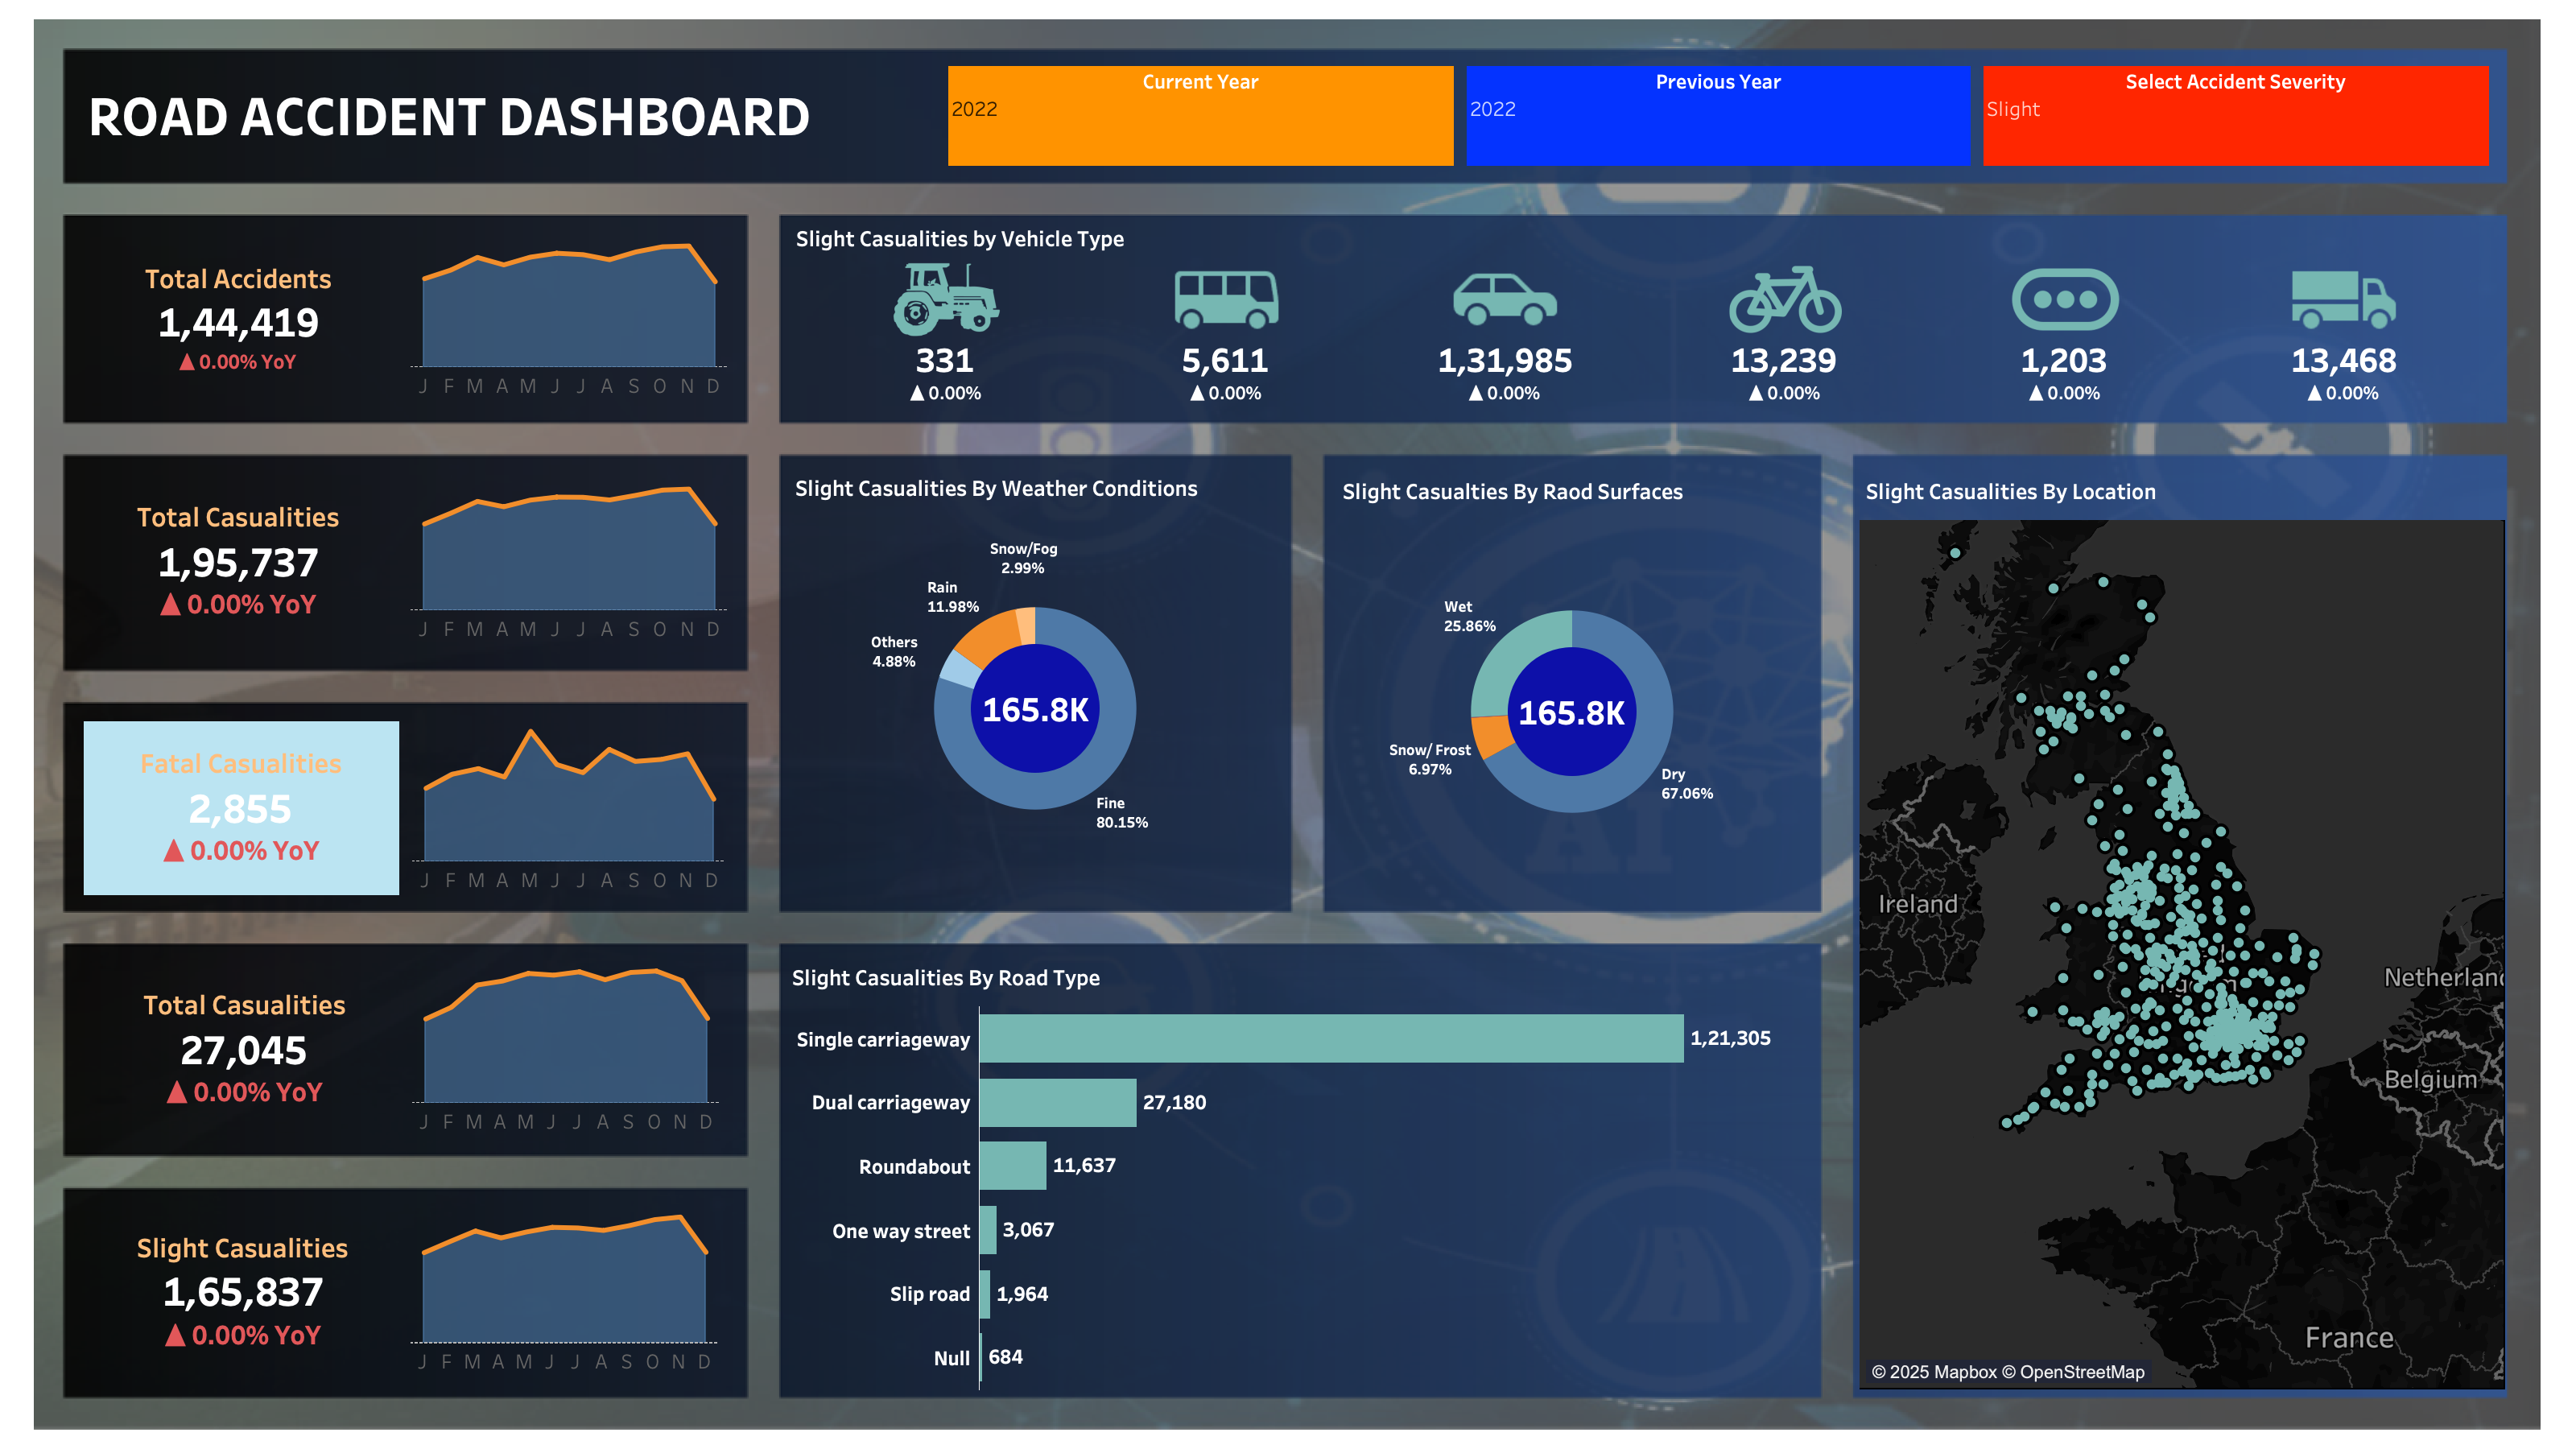 ROAD ACCIDENT DASHBOARD
Current Year
2022
Previous Year
2022
Select Accident Severity
Slight
Total Accidents
1,44,419
▲ 0.00% YoY
J F M A M J J A S O N D
Slight Casualities by Vehicle Type
331
▲ 0.00%
5,611
▲ 0.00%
1,31,985
▲ 0.00%
13,239
▲ 0.00%
1,203
▲ 0.00%
13,468
▲ 0.00%
Total Casualities
1,95,737
▲ 0.00% YoY
J F M A M J J A S O N D
Fatal Casualities
2,855
▲ 0.00% YoY
J F M A M J J A S O N D
Total Casualities
27,045
▲ 0.00% YoY
J F M A M J J A S O N D
Slight Casualities
1,65,837
▲ 0.00% YoY
J F M A M J J A S O N D
Slight Casualities By Weather Conditions
Snow/Fog
2.99%
Rain
11.98%
Others
4.88%
165.8K
Fine
80.15%
Slight Casualties By Raod Surfaces
Wet
25.86%
165.8K
Snow/ Frost
6.97%
Dry
67.06%
AI
Slight Casualities By Road Type
Single carriageway 1,21,305
Dual carriageway 27,180
Roundabout 11,637
One way street 3,067
Slip road 1,964
Null 684
Slight Casualities By Location
Ireland
Netherland
Belgium
France
© 2025 Mapbox © OpenStreetMap